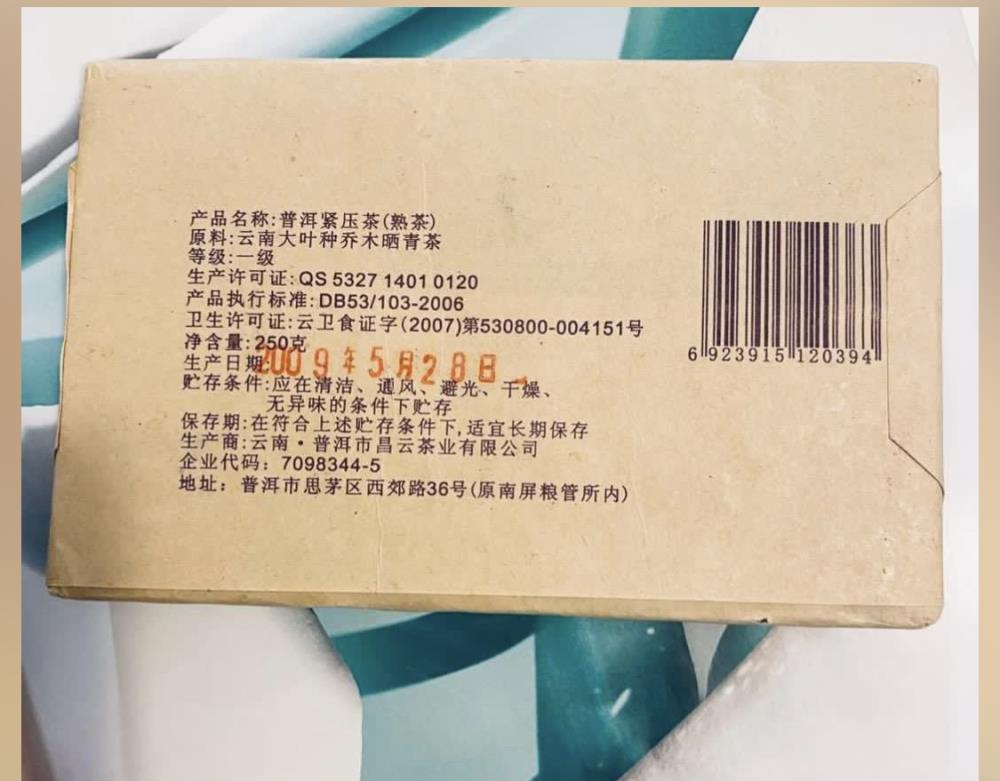 产品名称:普洱紧压茶(熟茶)
原料:云南大叶种乔木晒青茶
等级:一级
生产许可证:QS 5327 1401 0120
产品执行标准:DB53/103-2006
卫生许可证:云卫食证字(2007)第530800-004151号
净含量:250克
生产日期:2009年5月28日
贮存条件:应在清洁、通风、避光、干燥、
无异味的条件下贮存
保存期:在符合上述贮存条件下,适宜长期保存
生产商:云南·普洱市昌云茶业有限公司
企业代码：7098344-5
地址：普洱市思茅区西郊路36号(原南屏粮管所内)
6 923915 120394